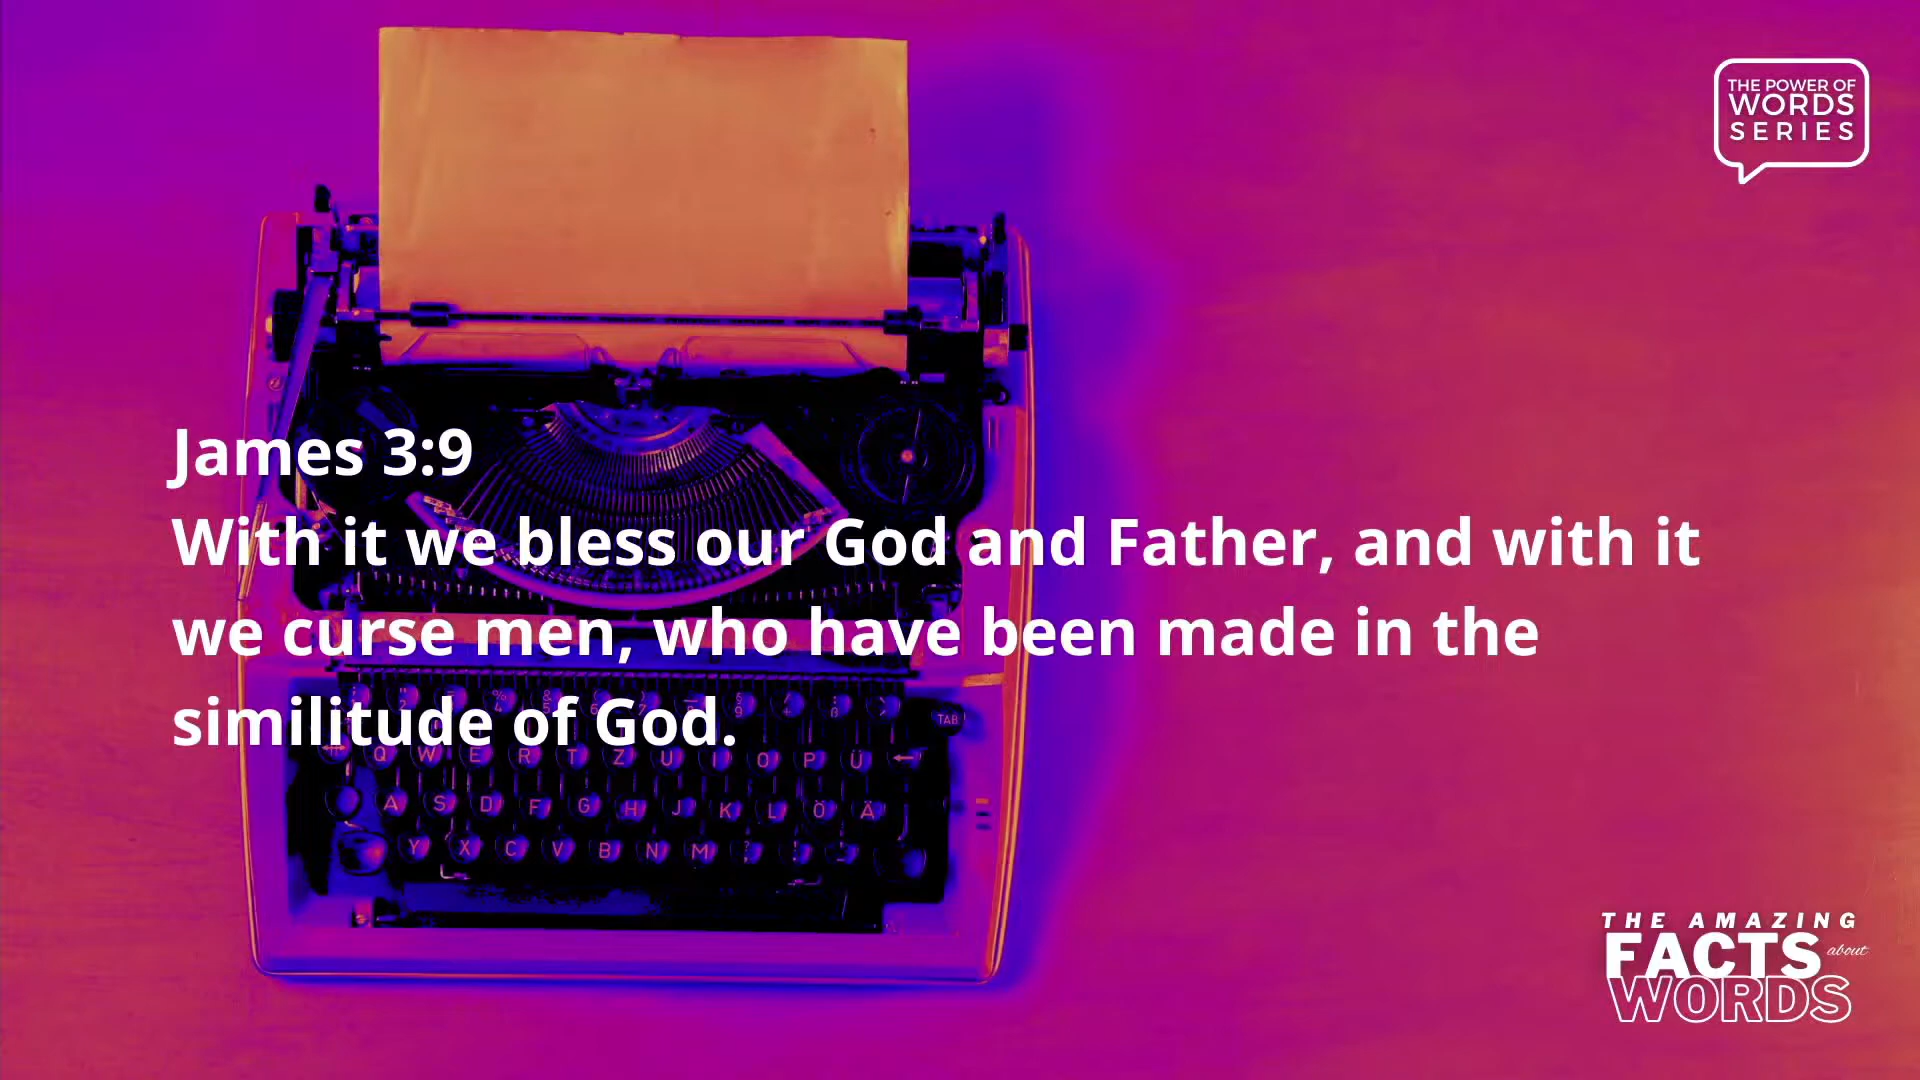 THE POWER OF
WORDS
SERIES
James 3:9
With it we bless our God and Father, and with it
we curse men, who have been made in the
similitude of God.
TAB
Q W E R T Z U I O P Ü
A S D F G H J K L Ö Ä
Y X C V B N M
THE AMAZING
FACTS about
WORDS